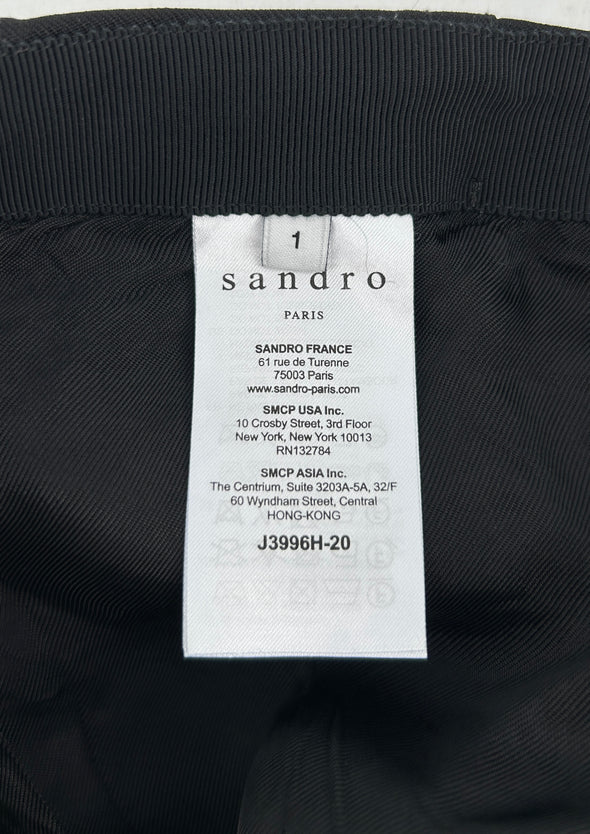 1
sandro
PARIS
SANDRO FRANCE
61 rue de Turenne
75003 Paris
www.sandro-paris.com
SMCP USA Inc.
10 Crosby Street, 3rd Floor
New York, New York 10013
RN132784
SMCP ASIA Inc.
The Centrium, Suite 3203A-5A, 32/F
60 Wyndham Street, Central
HONG-KONG
J3996H-20